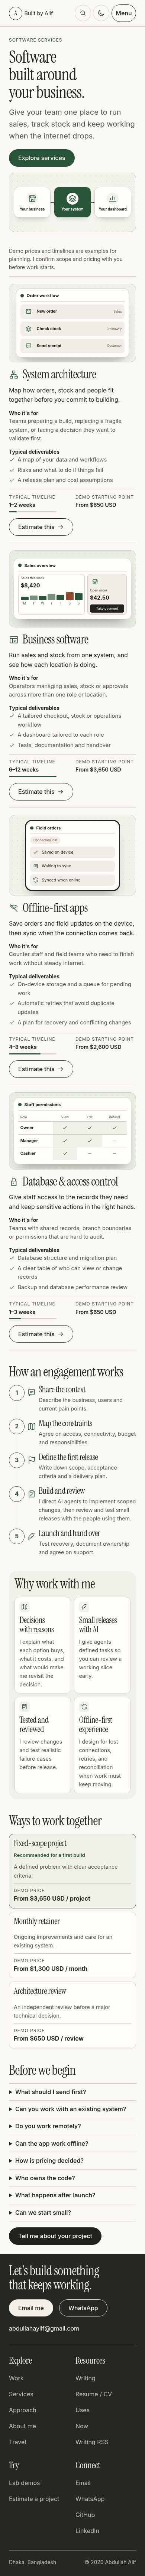 A Built by Alif
Menu
SOFTWARE SERVICES
Software
built around
your business.
Give your team one place to run
sales, track stock and keep working
when the internet drops.
Explore services
Your business
Your system
Your dashboard
Demo prices and timelines are examples for
planning. I confirm scope and pricing with you
before work starts.
Order workflow
New order Sales
Check stock Inventory
Send receipt Customer
System architecture
Map how orders, stock and people fit
together before you commit to building.
Who it's for
Teams preparing a build, replacing a fragile
system, or facing a decision they want to
validate first.
Typical deliverables
A map of your data and workflows
Risks and what to do if things fail
A release plan and cost assumptions
TYPICAL TIMELINE
1–2 weeks
DEMO STARTING POINT
From $650 USD
Estimate this →
Sales overview
Sales this week
$8,420
M T W T F S S
Open order
$42.50
Take payment
Business software
Run sales and stock from one system, and
see how each location is doing.
Who it's for
Operators managing sales, stock or approvals
across more than one role or location.
Typical deliverables
A tailored checkout, stock or operations
workflow
A dashboard tailored to each role
Tests, documentation and handover
TYPICAL TIMELINE
6–12 weeks
DEMO STARTING POINT
From $3,650 USD
Estimate this →
Field orders
Connection lost
Saved on device
Waiting to sync
Synced when online
Offline-first apps
Save orders and field updates on the device,
then sync when the connection comes back.
Who it's for
Counter staff and field teams who need to finish
work without steady internet.
Typical deliverables
On-device storage and a queue for pending
work
Automatic retries that avoid duplicate
updates
A plan for recovery and conflicting changes
TYPICAL TIMELINE
4–8 weeks
DEMO STARTING POINT
From $2,600 USD
Estimate this →
Staff permissions
Role View Edit Refund
Owner
Manager —
Cashier — —
Database & access control
Give staff access to the records they need
and keep sensitive actions in the right hands.
Who it's for
Teams with shared records, branch boundaries
or permissions that are hard to audit.
Typical deliverables
Database structure and migration plan
A clear table of who can view or change
records
Backup and database performance review
TYPICAL TIMELINE
1–3 weeks
DEMO STARTING POINT
From $650 USD
Estimate this →
How an engagement works
1 Share the context
Describe the business, users and
current pain points.
2 Map the constraints
Agree on access, connectivity, budget
and responsibilities.
3 Define the first release
Write down scope, acceptance
criteria and a delivery plan.
4 Build and review
I direct AI agents to implement scoped
changes, then review and test small
releases with the people using them.
5 Launch and hand over
Test recovery, document ownership
and agree on support.
Why work with me
Decisions
with reasons
I explain what
each option buys,
what it costs, and
what would make
me revisit the
decision.
Small releases
with AI
I give agents
defined tasks so
you can review a
working slice
early.
Tested and
reviewed
I review changes
and test realistic
failure cases
before release.
Offline-first
experience
I design for lost
connections,
retries, and
reconciliation
when work must
keep moving.
Ways to work together
Fixed-scope project
Recommended for a first build
A defined problem with clear acceptance
criteria.
DEMO PRICE
From $3,650 USD / project
Monthly retainer
Ongoing improvements and care for an
existing system.
DEMO PRICE
From $1,300 USD / month
Architecture review
An independent review before a major
technical decision.
DEMO PRICE
From $650 USD / review
Before we begin
What should I send first?
Can you work with an existing system?
Do you work remotely?
Can the app work offline?
How is pricing decided?
Who owns the code?
What happens after launch?
Can we start small?
Tell me about your project
Let's build something
that keeps working.
Email me
WhatsApp
abdullahaylif@gmail.com
Explore
Work
Services
Approach
About me
Travel
Resources
Writing
Resume / CV
Uses
Now
Writing RSS
Try
Lab demos
Estimate a project
Connect
Email
WhatsApp
GitHub
LinkedIn
Dhaka, Bangladesh
© 2026 Abdullah Alif